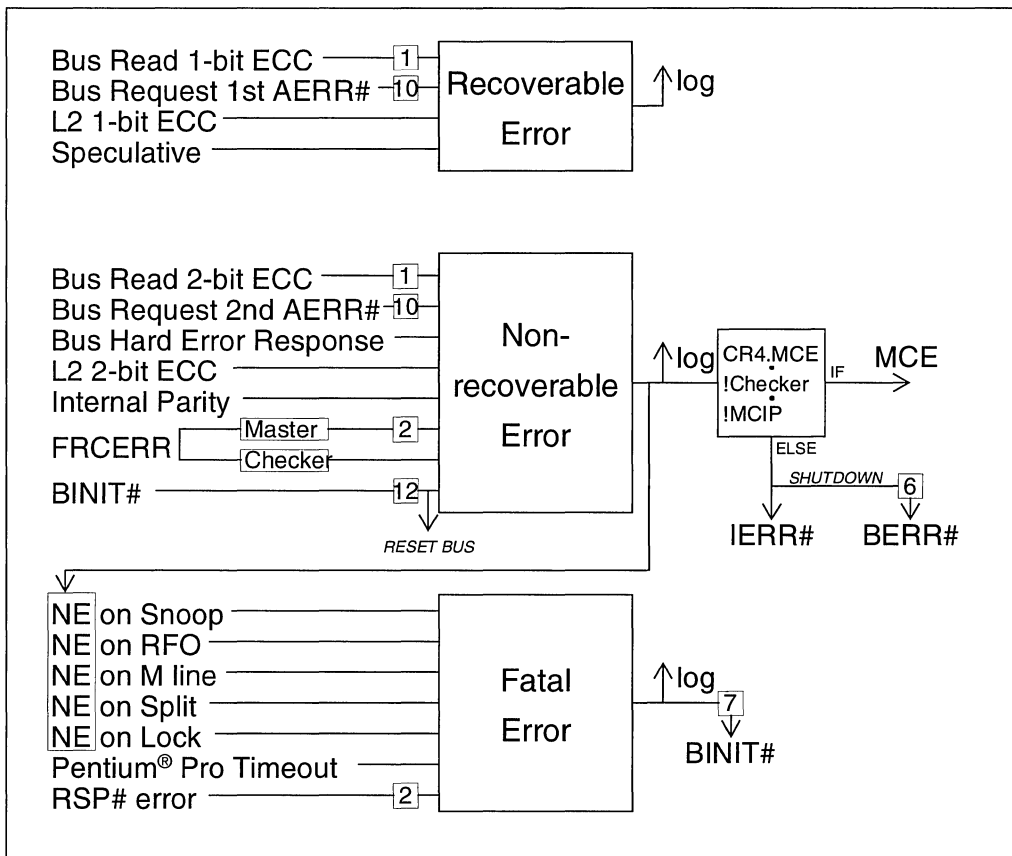 Bus Read 1-bit ECC 1
Bus Request 1st AERR# 10
L2 1-bit ECC
Speculative
Recoverable
Error
log
Bus Read 2-bit ECC 1
Bus Request 2nd AERR# 10
Bus Hard Error Response
L2 2-bit ECC
Internal Parity
FRCERR
Master 2
Checker
BINIT# 12
RESET BUS
Non-
recoverable
Error
log
CR4.MCE
•
!Checker
•
!MCIP
IF
MCE
ELSE
SHUTDOWN
6
IERR#
BERR#
NE on Snoop
NE on RFO
NE on M line
NE on Split
NE on Lock
Pentium® Pro Timeout
RSP# error 2
Fatal
Error
log
7
BINIT#